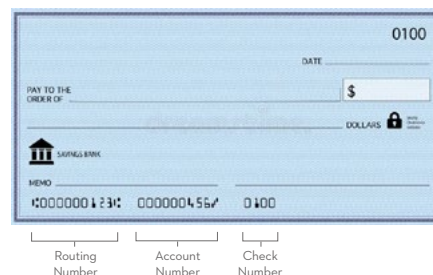 0100
DATE
PAY TO THE
ORDER OF
$
DOLLARS
SAVINGS BANK
MEMO
⑆000000123⑆ 000000456⑈ 0100
Routing Number
Account Number
Check Number